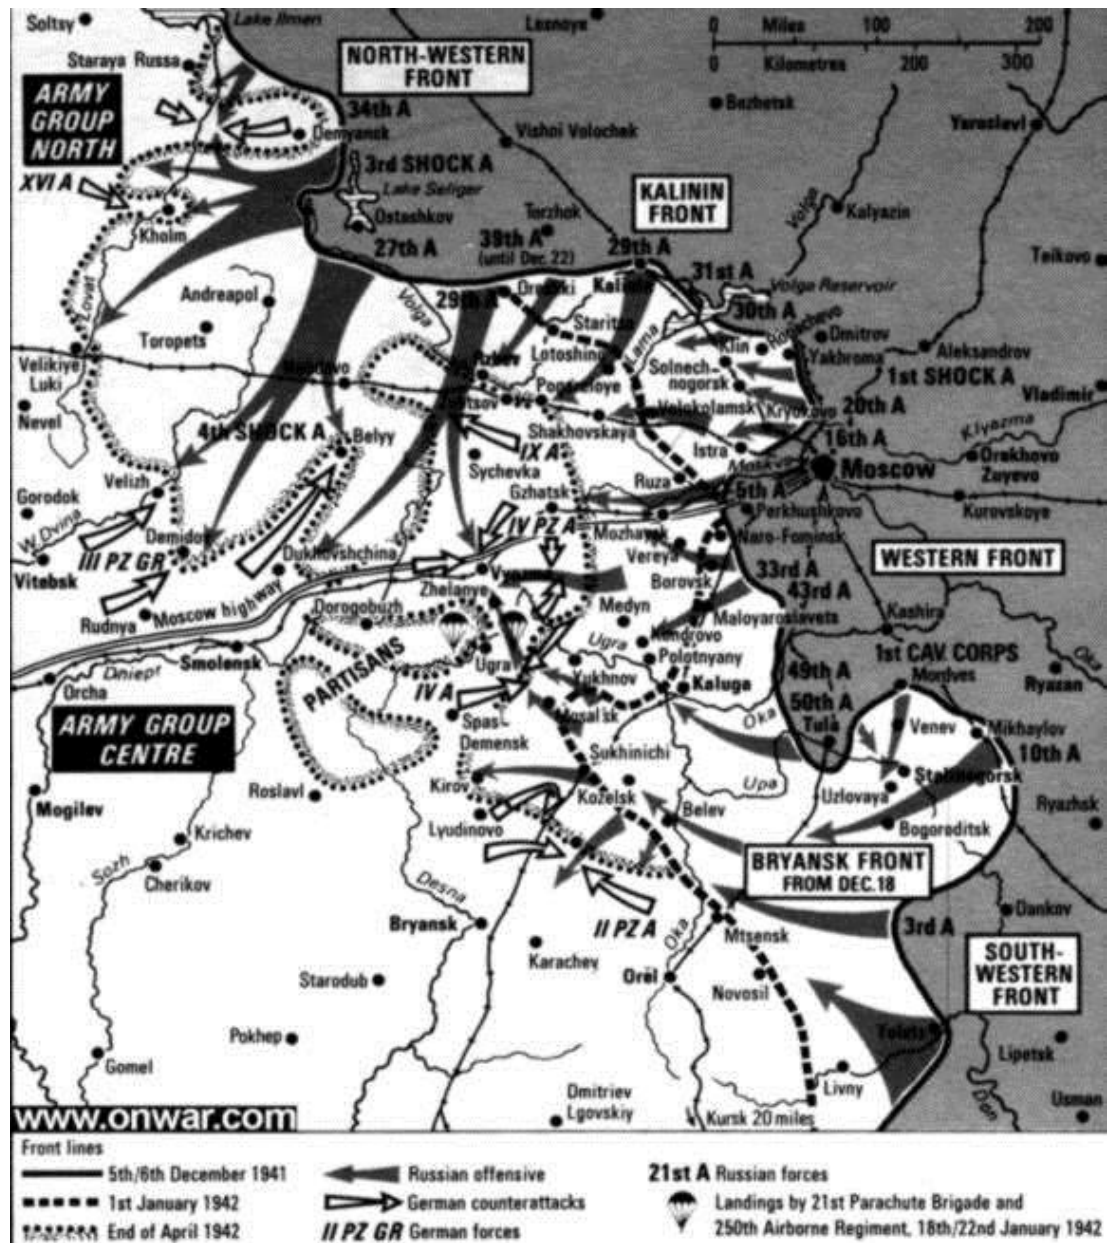 Soltsy
Lake Ilmen
Lesnoye
Miles
0 100 200
0 200 300
Kilometres
Staraya Russa
NORTH-WESTERN
FRONT
ARMY
GROUP
NORTH
34th A
Demyansk
Bezhetsk
Vishoi Volochek
Yaroslavl
XVI A
3rd SHOCK A
Lake Seliger
KALININ
FRONT
Volga
Kalyazin
Ostashkov
Torzhok
Kholm
27th A
39th A
(until Dec. 22)
29th A
31st A
Teikovo
Volga Reservoir
Lovat
Andreapol
Volga
29th A
Kalinin
30th A
Staritsa
Dmitrov
Toropets
Lama
Klin
Yakhroma
Aleksandrov
Velikiye
Luki
Lotoshino
Solnech-
nogorsk
1st SHOCK A
Vladimir
Nevel
Volokolamsk
Kryukovo
20th A
Klyazma
4th SHOCK A
Belyy
Shakhovskaya
16th A
IX A
Istra
Moskva
Moscow
Orekhovo
Zuyevo
Velizh
Sychevka
Ruza
Gzhatsk
5th A
Gorodok
W. Dvina
Perkhushkovo
Kurovskoye
Demidov
IV PZ A
Mozhaysk
Naro-Fominsk
III PZ GR
Dukhovshchina
Vereya
WESTERN FRONT
Vitebsk
Zhelanye
Borovsk
33rd A
Moscow highway
43rd A
Rudnya
Dorogobuzh
Medyn
Maloyaroslavets
Kashira
Ugra
Kondrovo
Smolensk
PARTISANS
Polotnyany
Oka
Dniepr
Ugra
49th A
1st CAV. CORPS
Orcha
IV A
Yukhnov
Kaluga
Mordves
Ryazan
50th A
Oka
ARMY GROUP
CENTRE
Spas-
Demensk
Mosal'sk
Tula
Venev
Mikhaylov
Sukhinichi
10th A
Upa
Stalinogorsk
Kirov
Roslavl
Kozelsk
Uzlovaya
Mogilev
Belev
Ryazhsk
Krichev
Lyudinovo
Bogoroditsk
Sozh
Cherikov
BRYANSK FRONT
FROM DEC.18
Desna
Dankov
Bryansk
II PZ A
Oka
Mtsensk
3rd A
Karachev
SOUTH-
WESTERN
FRONT
Starodub
Orël
Novosil
Pokhep
Yelets
Lipetsk
Gomel
Livny
Don
Usman
Dmitriev
Lgovskiy
Kursk 20 miles
www.onwar.com
Front lines
5th/6th December 1941
1st January 1942
End of April 1942
Russian offensive
German counterattacks
II PZ GR German forces
21st A Russian forces
Landings by 21st Parachute Brigade and
250th Airborne Regiment, 18th/22nd January 1942